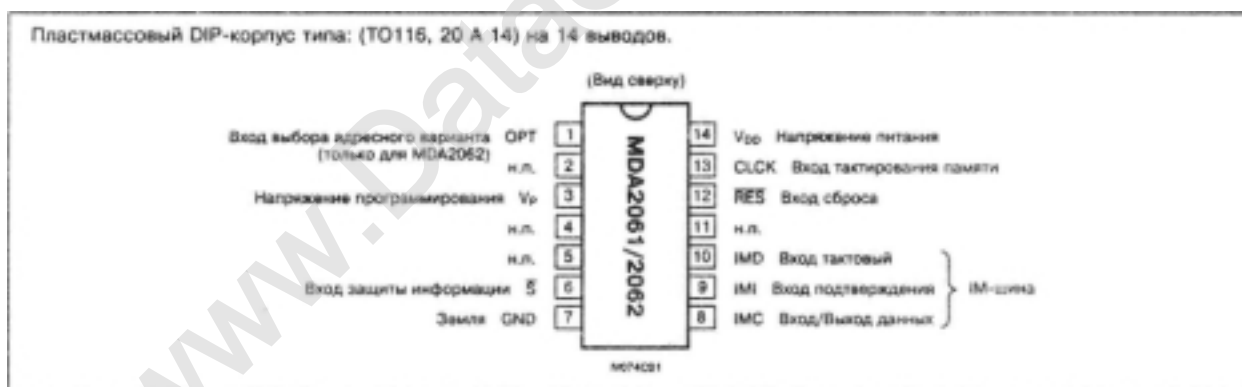 Пластмассовый DIP-корпус типа: (ТО116, 20 А 14) на 14 выводов.
(Вид сверху)
Вход выбора адресного варианта OPT 1
(только для MDA2062)
н.п. 2
Напряжение программирования VP 3
н.п. 4
н.п. 5
Вход защиты информации S̅ 6
Земля GND 7
MDA2061/2062
14 VDD Напряжение питания
13 CLCK Вход тактирования памяти
12 R̅E̅S̅ Вход сброса
11 н.п.
10 IMD Вход тактовый
9 IMI Вход подтверждения
8 IMC Вход/Выход данных
IM-шина
www.Data